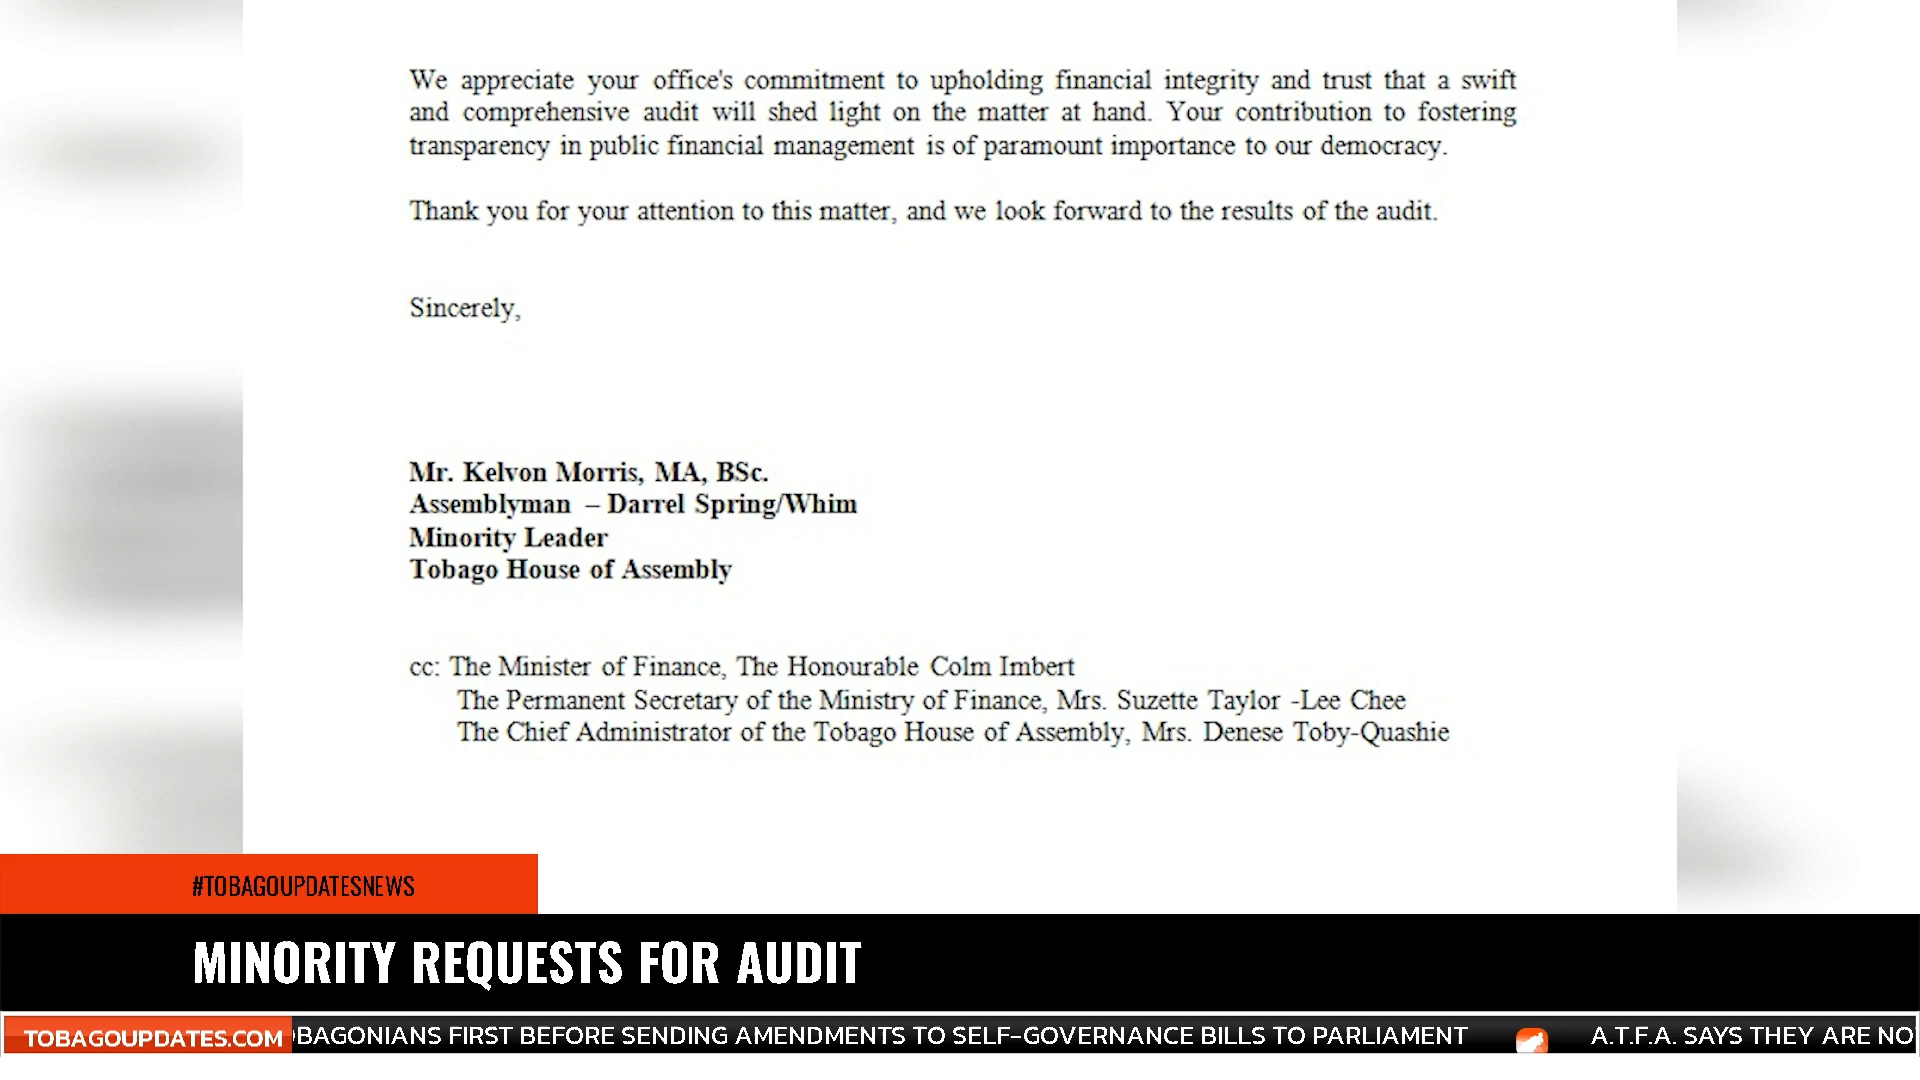 We appreciate your office's commitment to upholding financial integrity and trust that a swift
and comprehensive audit will shed light on the matter at hand. Your contribution to fostering
transparency in public financial management is of paramount importance to our democracy.
Thank you for your attention to this matter, and we look forward to the results of the audit.
Sincerely,
Mr. Kelvon Morris, MA, BSc.
Assemblyman – Darrel Spring/Whim
Minority Leader
Tobago House of Assembly
cc: The Minister of Finance, The Honourable Colm Imbert
The Permanent Secretary of the Ministry of Finance, Mrs. Suzette Taylor -Lee Chee
The Chief Administrator of the Tobago House of Assembly, Mrs. Denese Toby-Quashie
#TOBAGOUPDATESNEWS
MINORITY REQUESTS FOR AUDIT
TOBAGOUPDATES.COM OBAGONIANS FIRST BEFORE SENDING AMENDMENTS TO SELF-GOVERNANCE BILLS TO PARLIAMENT A.T.F.A. SAYS THEY ARE NO